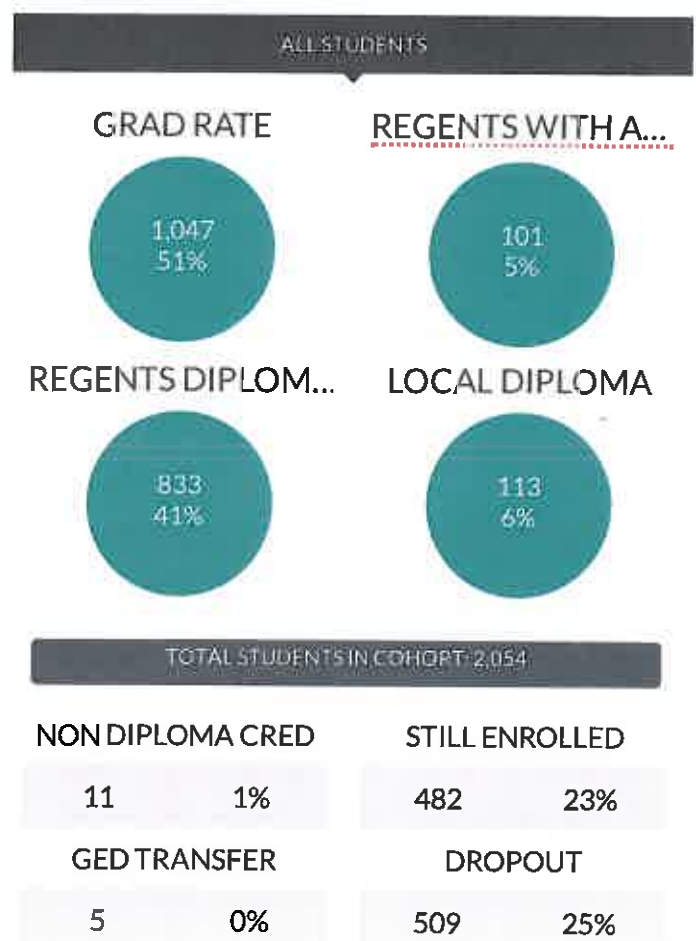 ALL STUDENTS
GRAD RATE
REGENTS WITH A...
1,047
51%
101
5%
REGENTS DIPLOM...
LOCAL DIPLOMA
833
41%
113
6%
TOTAL STUDENTS IN COHORT: 2,054
NON DIPLOMA CRED
STILL ENROLLED
11 1%
482 23%
GED TRANSFER
DROPOUT
5 0%
509 25%